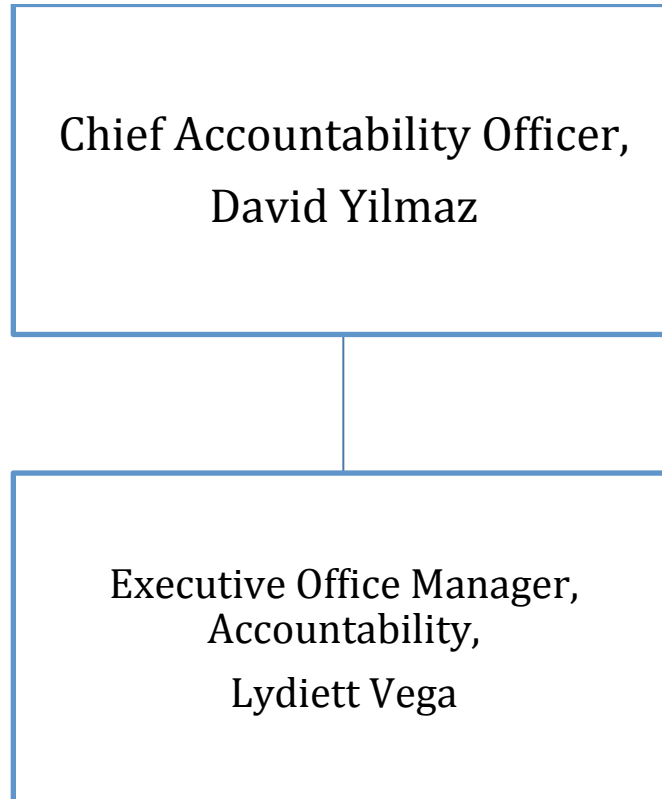 Chief Accountability Officer,
David Yilmaz
Executive Office Manager,
Accountability,
Lydiett Vega